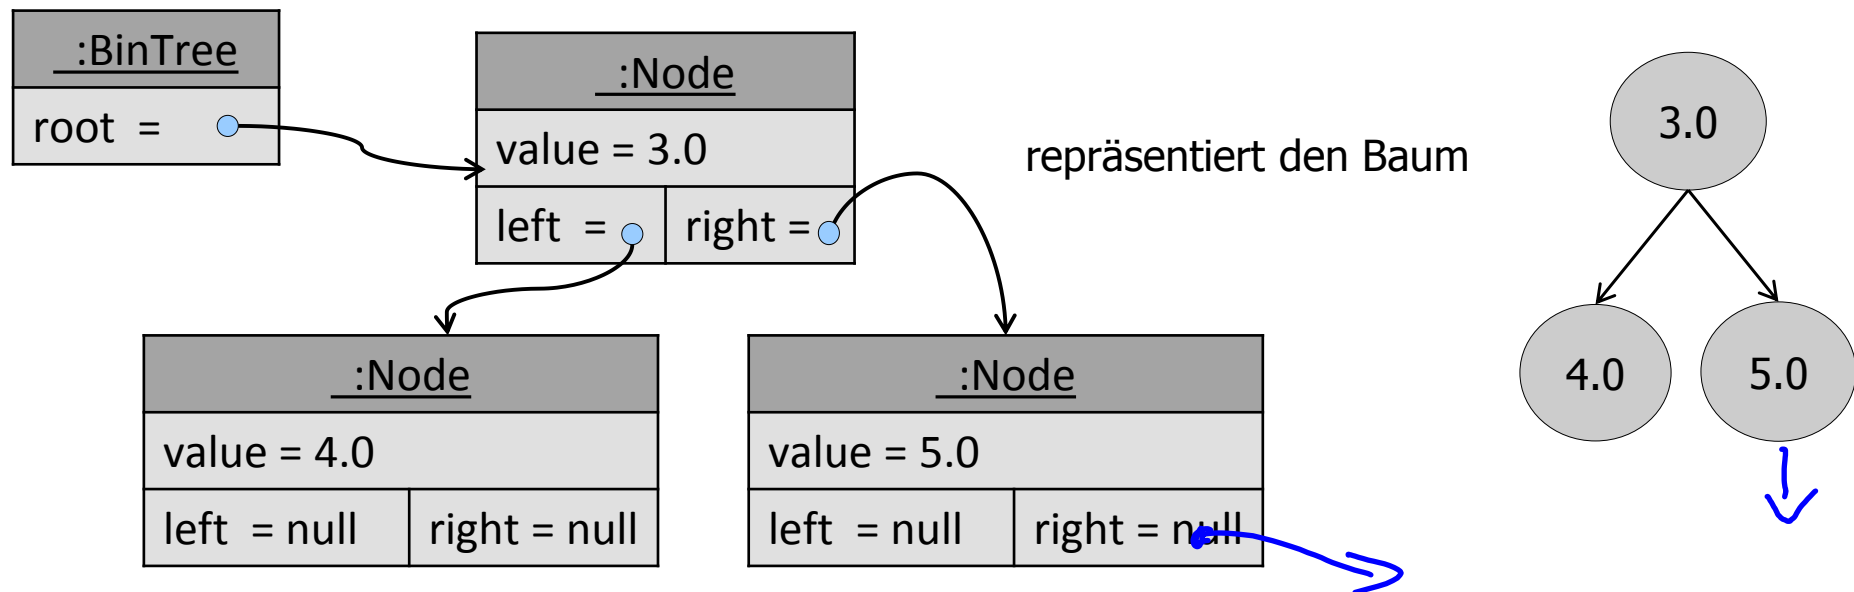 :BinTree
root =
:Node
value = 3.0
left =
right =
repräsentiert den Baum
3.0
4.0
5.0
:Node
value = 4.0
left = null
right = null
:Node
value = 5.0
left = null
right = null